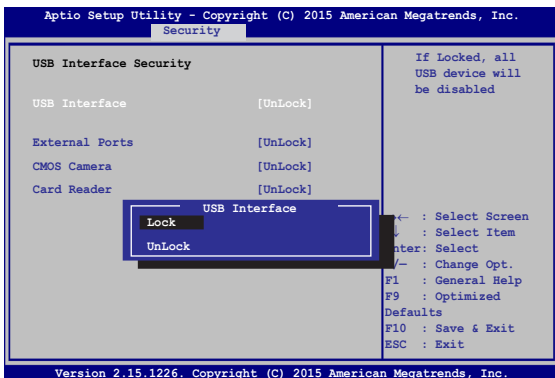 Aptio Setup Utility - Copyright (C) 2015 American Megatrends, Inc.
Security
USB Interface Security
USB Interface [UnLock]
External Ports [UnLock]
CMOS Camera [UnLock]
Card Reader [UnLock]
USB Interface
Lock
UnLock
If Locked, all
USB device will
be disabled
← : Select Screen
↓ : Select Item
nter: Select
/— : Change Opt.
F1 : General Help
F9 : Optimized
Defaults
F10 : Save & Exit
ESC : Exit
Version 2.15.1226. Copyright (C) 2015 American Megatrends, Inc.